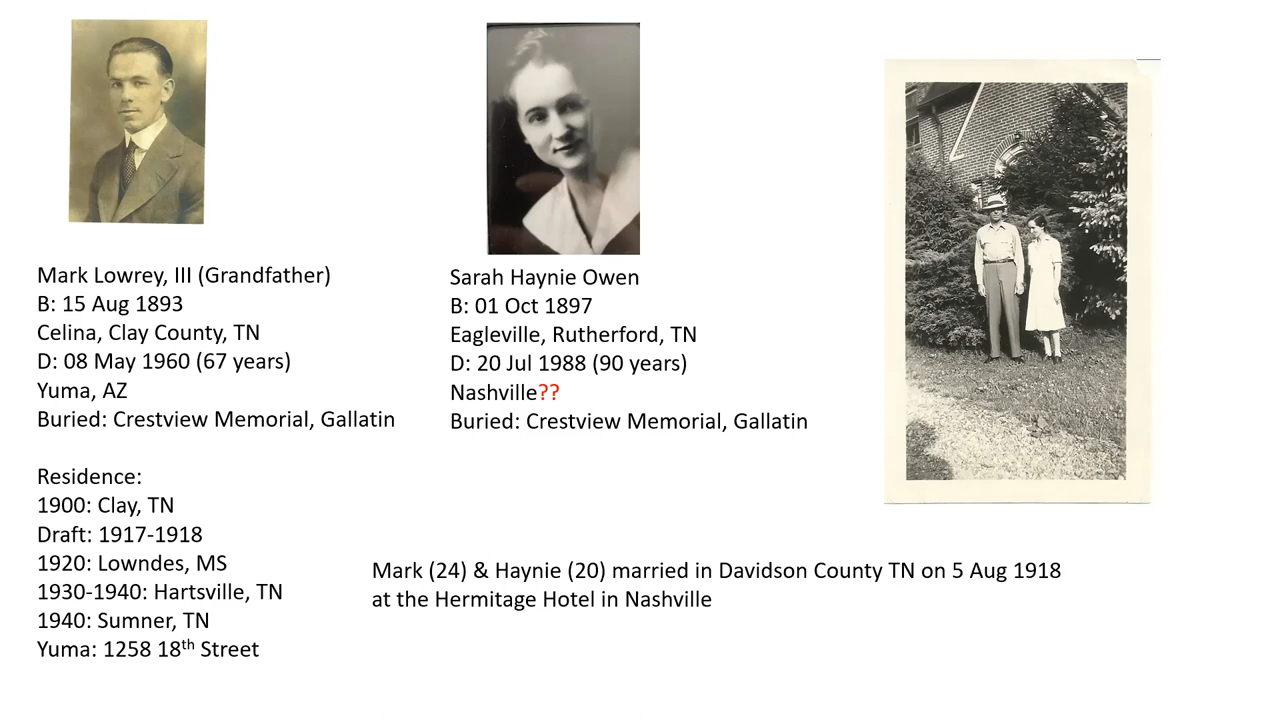 Mark Lowrey, III (Grandfather)
B: 15 Aug 1893
Celina, Clay County, TN
D: 08 May 1960 (67 years)
Yuma, AZ
Buried: Crestview Memorial, Gallatin
Residence:
1900: Clay, TN
Draft: 1917-1918
1920: Lowndes, MS
1930-1940: Hartsville, TN
1940: Sumner, TN
Yuma: 1258 18th Street
Sarah Haynie Owen
B: 01 Oct 1897
Eagleville, Rutherford, TN
D: 20 Jul 1988 (90 years)
Nashville??
Buried: Crestview Memorial, Gallatin
Mark (24) & Haynie (20) married in Davidson County TN on 5 Aug 1918
at the Hermitage Hotel in Nashville